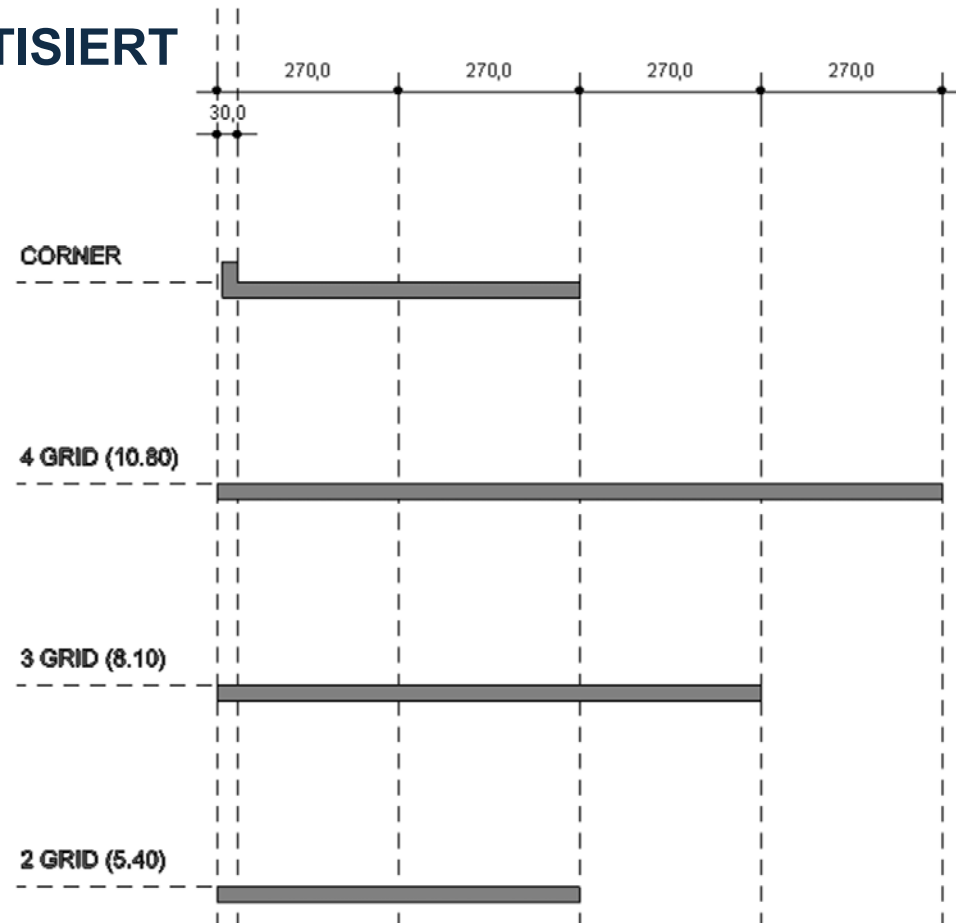 TISIERT
270,0 270,0 270,0 270,0
30,0
CORNER
4 GRID (10.80)
3 GRID (8.10)
2 GRID (5.40)